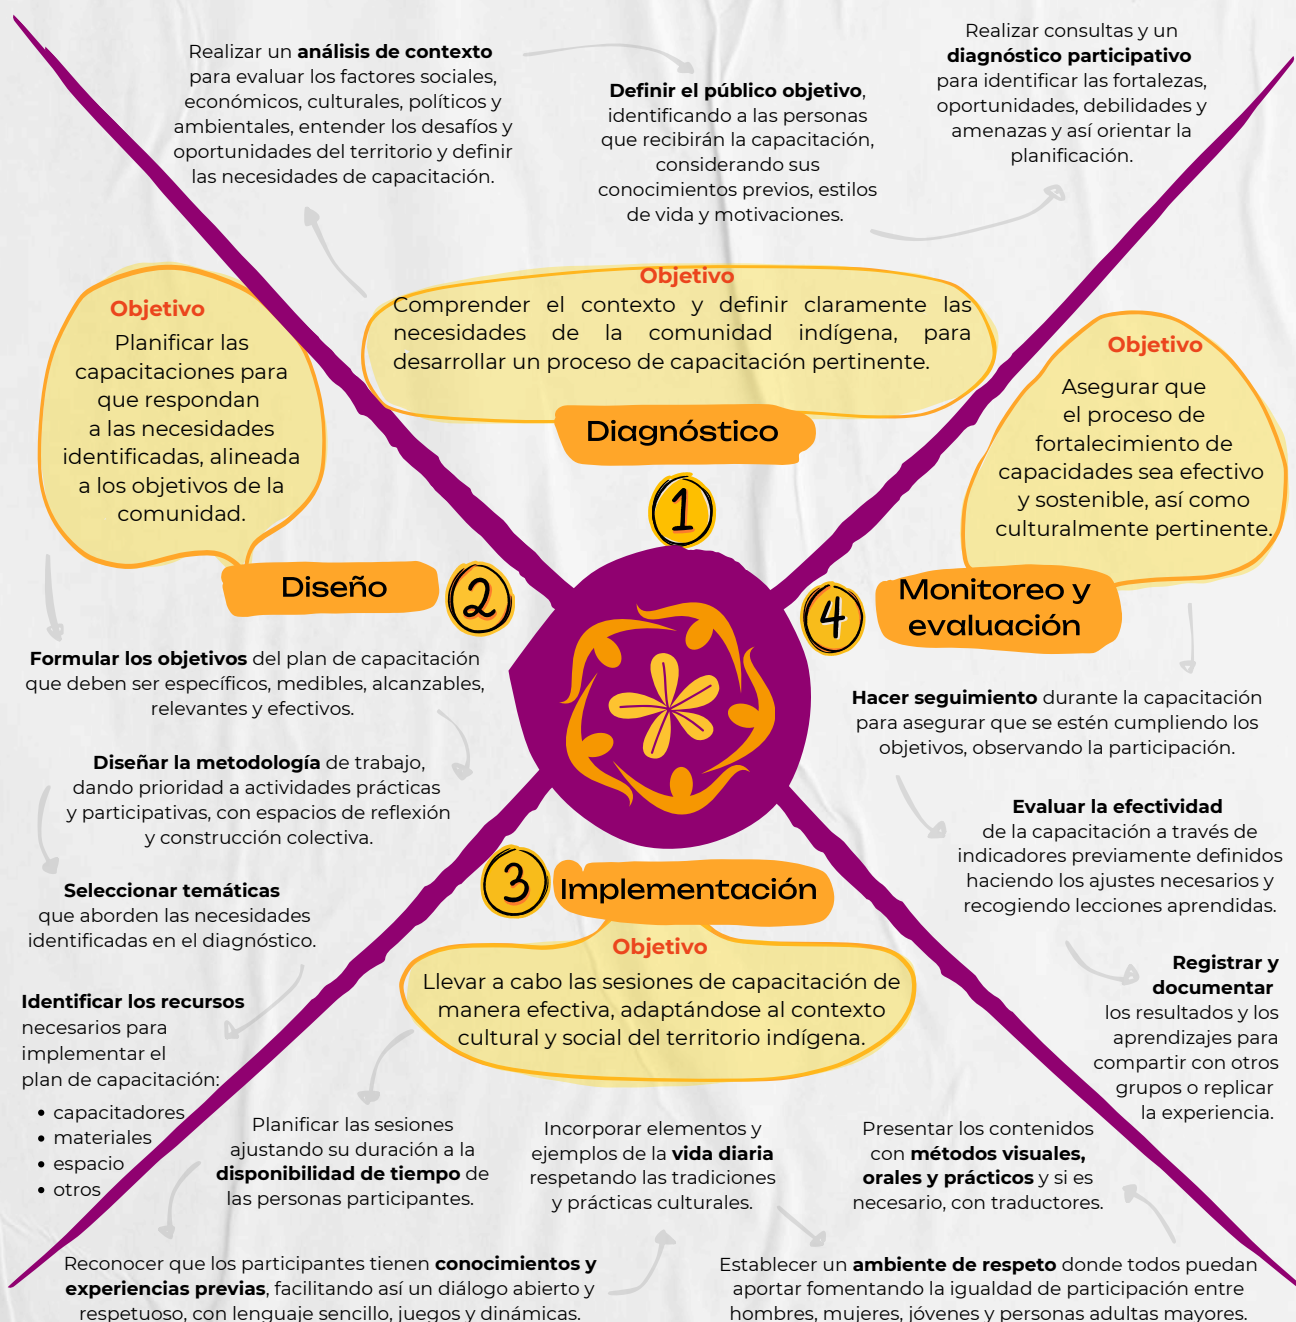 Realizar un análisis de contexto
para evaluar los factores sociales,
económicos, culturales, políticos y
ambientales, entender los desafíos y
oportunidades del territorio y definir
las necesidades de capacitación.
Definir el público objetivo,
identificando a las personas
que recibirán la capacitación,
considerando sus
conocimientos previos, estilos
de vida y motivaciones.
Realizar consultas y un
diagnóstico participativo
para identificar las fortalezas,
oportunidades, debilidades y
amenazas y así orientar la
planificación.
Objetivo
Comprender el contexto y definir claramente las
necesidades de la comunidad indígena, para
desarrollar un proceso de capacitación pertinente.
Diagnóstico
1
Objetivo
Planificar las
capacitaciones para
que respondan
a las necesidades
identificadas, alineada
a los objetivos de la
comunidad.
Diseño
2
Formular los objetivos del plan de capacitación
que deben ser específicos, medibles, alcanzables,
relevantes y efectivos.
Diseñar la metodología de trabajo,
dando prioridad a actividades prácticas
y participativas, con espacios de reflexión
y construcción colectiva.
Seleccionar temáticas
que aborden las necesidades
identificadas en el diagnóstico.
Identificar los recursos
necesarios para
implementar el
plan de capacitación:
• capacitadores
• materiales
• espacio
• otros
3
Implementación
Objetivo
Llevar a cabo las sesiones de capacitación de
manera efectiva, adaptándose al contexto
cultural y social del territorio indígena.
Planificar las sesiones
ajustando su duración a la
disponibilidad de tiempo de
las personas participantes.
Reconocer que los participantes tienen conocimientos y
experiencias previas, facilitando así un diálogo abierto y
respetuoso, con lenguaje sencillo, juegos y dinámicas.
Incorporar elementos y
ejemplos de la vida diaria
respetando las tradiciones
y prácticas culturales.
Establecer un ambiente de respeto donde todos puedan
aportar fomentando la igualdad de participación entre
hombres, mujeres, jóvenes y personas adultas mayores.
Presentar los contenidos
con métodos visuales,
orales y prácticos y si es
necesario, con traductores.
Objetivo
Asegurar que
el proceso de
fortalecimiento de
capacidades sea efectivo
y sostenible, así como
culturalmente pertinente.
4
Monitoreo y
evaluación
Hacer seguimiento durante la capacitación
para asegurar que se estén cumpliendo los
objetivos, observando la participación.
Evaluar la efectividad
de la capacitación a través de
indicadores previamente definidos
haciendo los ajustes necesarios y
recogiendo lecciones aprendidas.
Registrar y
documentar
los resultados y los
aprendizajes para
compartir con otros
grupos o replicar
la experiencia.